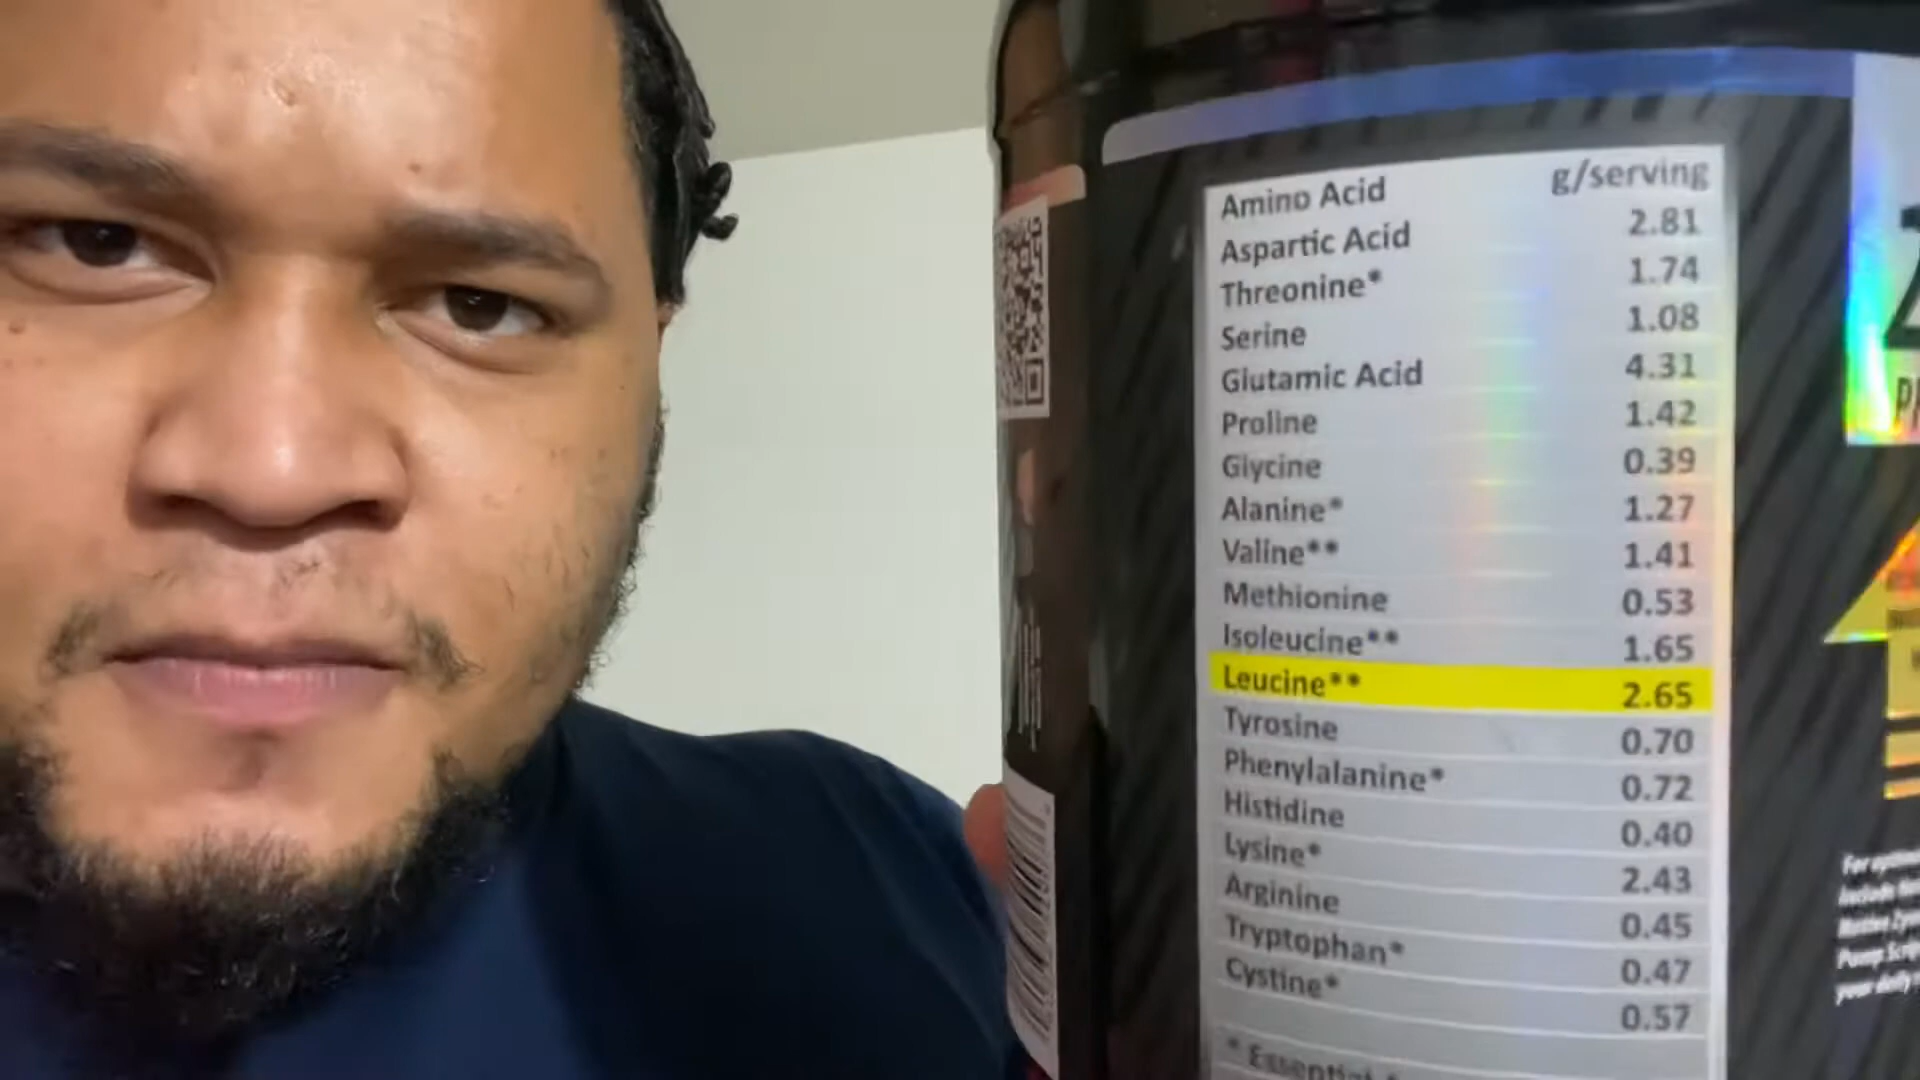 Amino Acid g/serving
Aspartic Acid 2.81
Threonine* 1.74
Serine 1.08
Glutamic Acid 4.31
Proline 1.42
Glycine 0.39
Alanine* 1.27
Valine** 1.41
Methionine 0.53
Isoleucine** 1.65
Leucine** 2.65
Tyrosine 0.70
Phenylalanine* 0.72
Histidine 0.40
Lysine* 2.43
Arginine 0.45
Tryptophan* 0.47
Cystine* 0.57
* Essential